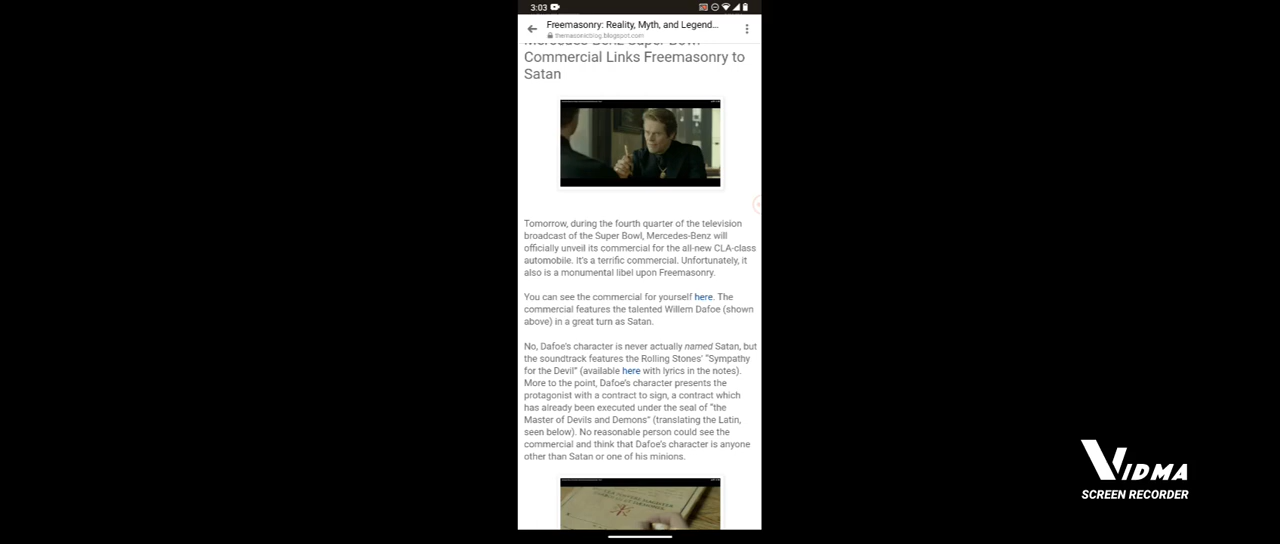 3:03
Freemasonry: Reality, Myth, and Legend...
themasonicblog.blogspot.com
Mercedes-Benz Super Bowl
Commercial Links Freemasonry to
Satan
Tomorrow, during the fourth quarter of the television
broadcast of the Super Bowl, Mercedes-Benz will
officially unveil its commercial for the all-new CLA-class
automobile. It's a terrific commercial. Unfortunately, it
also is a monumental libel upon Freemasonry.
You can see the commercial for yourself here. The
commercial features the talented Willem Dafoe (shown
above) in a great turn as Satan.
No, Dafoe's character is never actually named Satan, but
the soundtrack features the Rolling Stones' "Sympathy
for the Devil" (available here with lyrics in the notes).
More to the point, Dafoe's character presents the
protagonist with a contract to sign, a contract which
has already been executed under the seal of "the
Master of Devils and Demons" (translating the Latin,
seen below). No reasonable person could see the
commercial and think that Dafoe's character is anyone
other than Satan or one of his minions.
VIDMA
SCREEN RECORDER